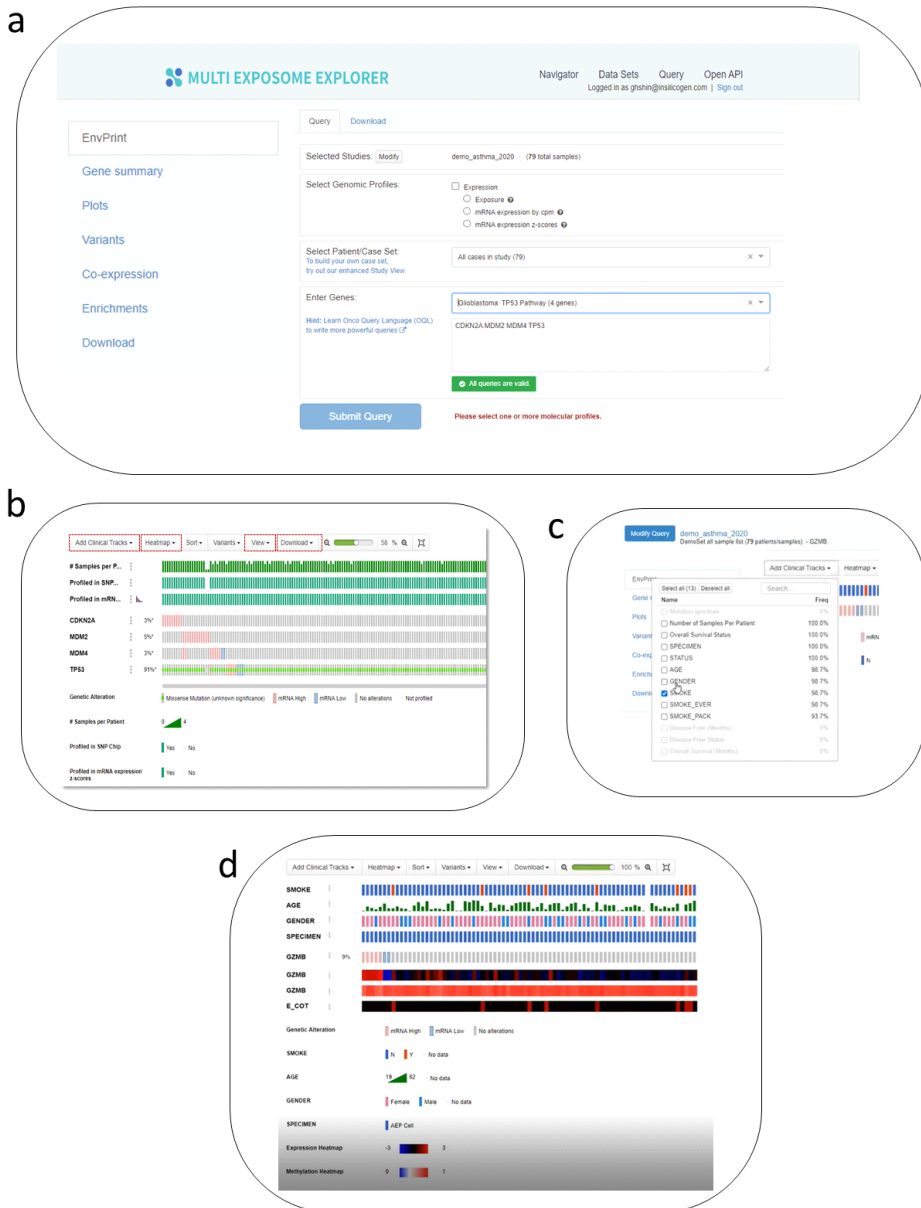 a
MULTI EXPOSOME EXPLORER
Navigator Data Sets Query Open API
Logged in as ghshin@insilicogen.com | Sign out
EnvPrint
Gene summary
Plots
Variants
Co-expression
Enrichments
Download
Query Download
Selected Studies: Modify demo_asthma_2020 (79 total samples)
Select Genomic Profiles: Expression
Exposure
mRNA expression by cpm
mRNA expression z-scores
Select Patient/Case Set: All cases in study (79)
To build your own case set,
try out our enhanced Study View.
Enter Genes: Glioblastoma: TP53 Pathway (4 genes)
Hint: Learn Onco Query Language (OQL)
to write more powerful queries
CDKN2A MDM2 MDM4 TP53
All queries are valid.
Submit Query Please select one or more molecular profiles.
b
Add Clinical Tracks Heatmap Sort Variants View Download 56 %
# Samples per P...
Profiled in SNP...
Profiled in mRN...
CDKN2A 3%*
MDM2 5%*
MDM4 3%*
TP53 91%*
Genetic Alteration Missense Mutation (unknown significance) mRNA High mRNA Low No alterations - Not profiled
# Samples per Patient 0 4
Profiled in SNP Chip Yes - No
Profiled in mRNA expression Yes - No
z-scores
c
Modify Query demo_asthma_2020
DemoSet all sample list (79 patients/samples) - GZMB
Add Clinical Tracks Heatmap
EnvPrint
Gene
Plots
Variant
Co-exp
Enrich
Downl
Select all (13) Deselect all Search...
Name Freq
Mutation spectrum 0%
Number of Samples Per Patient 100.0%
Overall Survival Status 100.0%
SPECIMEN 100.0%
STATUS 100.0%
AGE 98.7%
GENDER 98.7%
SMOKE 98.7%
SMOKE_EVER 98.7%
SMOKE_PACK 93.7%
Disease Free (Months) 0%
Disease Free Status 0%
Overall Survival (Months) 0%
mRN
N
d
Add Clinical Tracks Heatmap Sort Variants View Download 100 %
SMOKE
AGE
GENDER
SPECIMEN
GZMB 9%
GZMB
GZMB
E_COT
Genetic Alteration mRNA High mRNA Low No alterations
SMOKE N Y - No data
AGE 19 62 - No data
GENDER Female Male - No data
SPECIMEN AEP Cell
Expression Heatmap -3 3
Methylation Heatmap 0 1